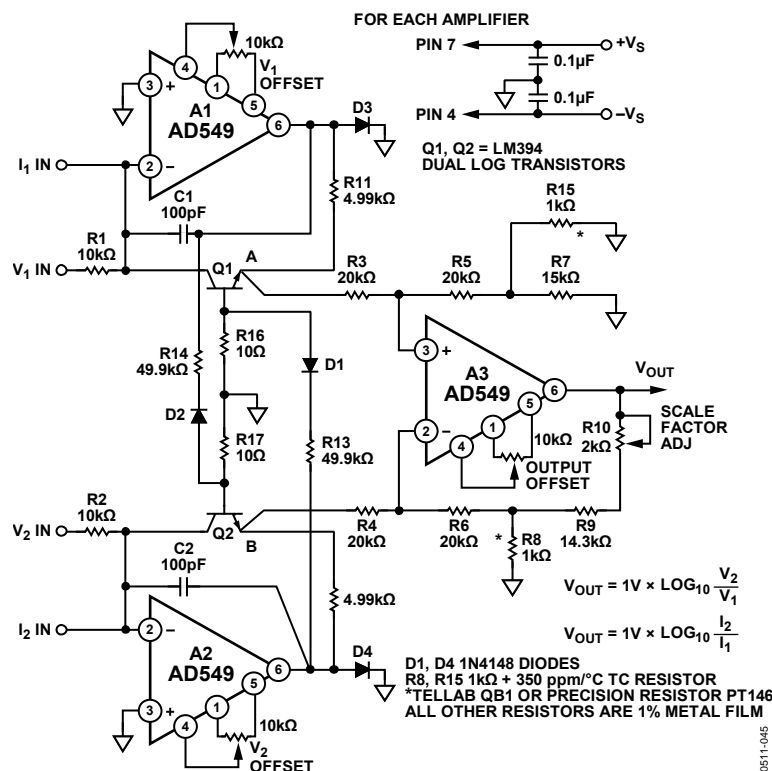 FOR EACH AMPLIFIER
PIN 7
+VS
0.1µF
0.1µF
PIN 4
–VS
Q1, Q2 = LM394
DUAL LOG TRANSISTORS
10kΩ
V1
OFFSET
4
1
5
3
+
A1
AD549
6
D3
I1 IN
2
–
C1
100pF
R11
4.99kΩ
R15
1kΩ
*
R1
10kΩ
V1 IN
Q1
A
R3
20kΩ
R5
20kΩ
R7
15kΩ
R16
10Ω
R14
49.9kΩ
D1
D2
R17
10Ω
R13
49.9kΩ
3
+
A3
AD549
6
5
1
4
2
–
10kΩ
OUTPUT
OFFSET
VOUT
R10
2kΩ
SCALE
FACTOR
ADJ
R2
10kΩ
V2 IN
Q2
B
R4
20kΩ
R6
20kΩ
* R8
1kΩ
R9
14.3kΩ
C2
100pF
4.99kΩ
I2 IN
2
–
A2
AD549
6
5
1
4
3
+
10kΩ
V2
OFFSET
D4
VOUT = 1V × LOG10 V2/V1
VOUT = 1V × LOG10 I2/I1
D1, D4 1N4148 DIODES
R8, R15 1kΩ + 350 ppm/°C TC RESISTOR
*TELLAB QB1 OR PRECISION RESISTOR PT146
ALL OTHER RESISTORS ARE 1% METAL FILM
0511-045